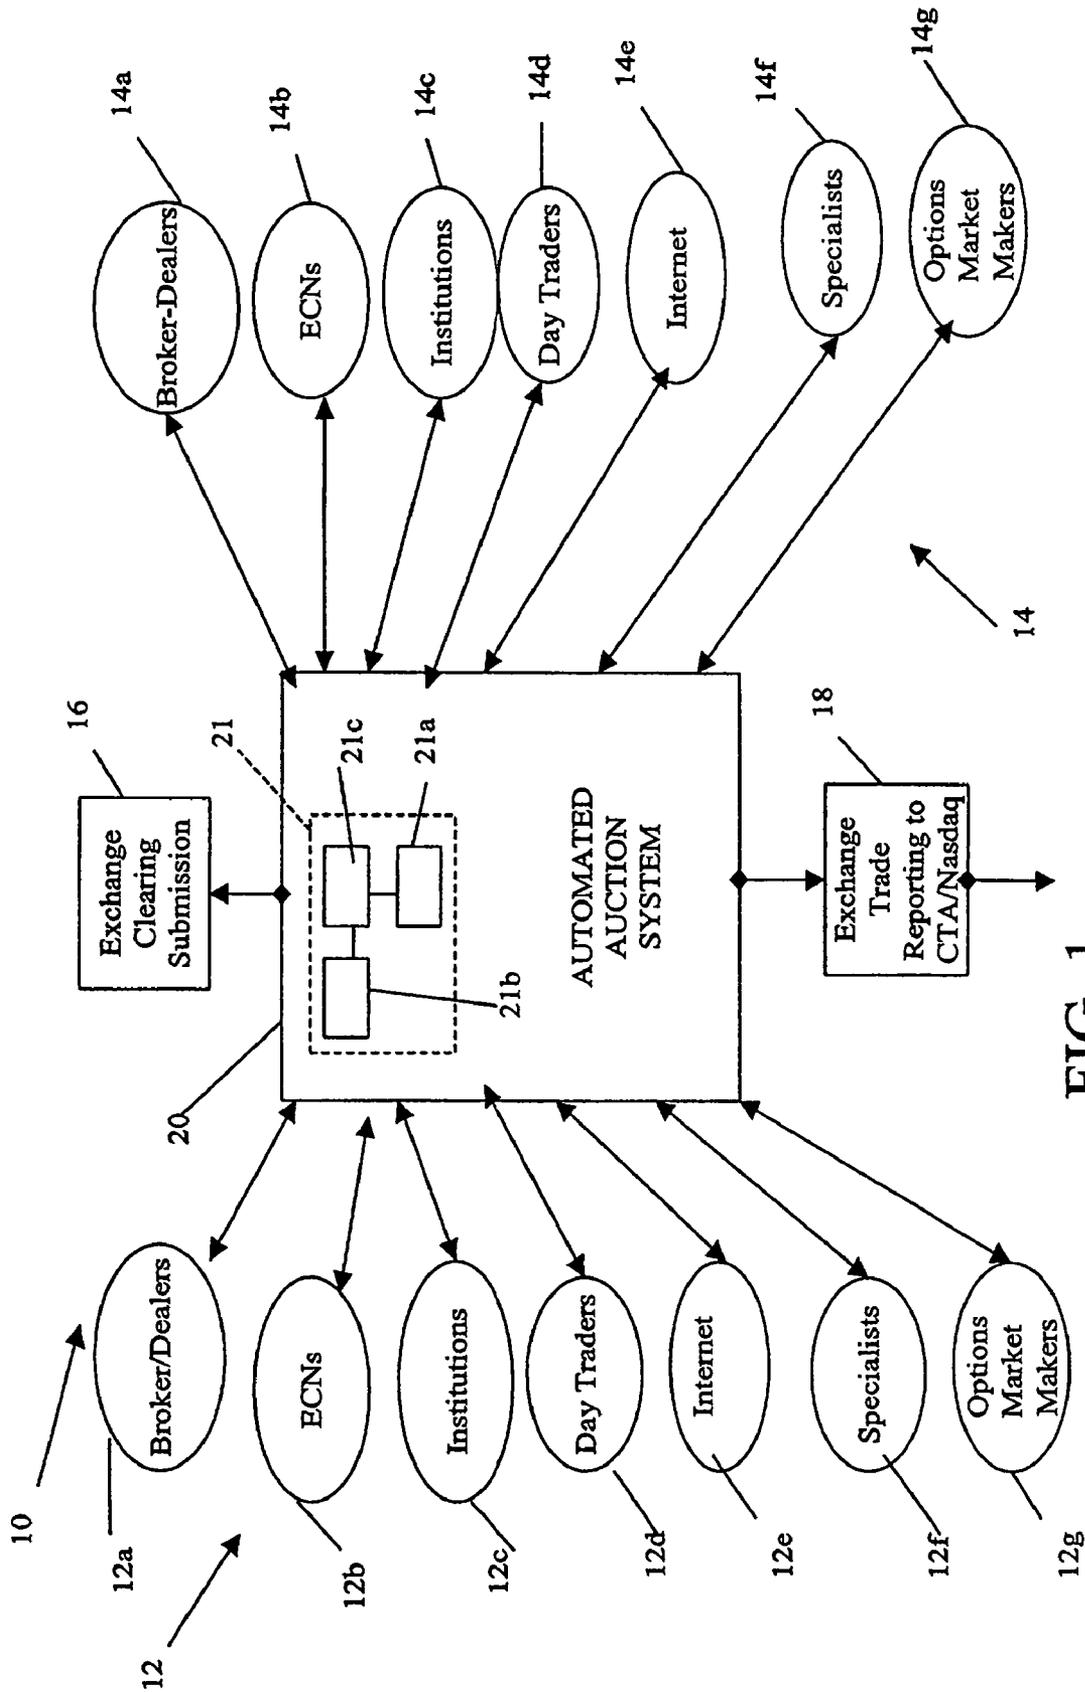 10
12
12a
Broker/Dealers
12b
ECNs
12c
Institutions
12d
Day Traders
12e
Internet
12f
Specialists
12g
Options
Market
Makers
16
Exchange
Clearing
Submission
20
21
21c
21b
21a
AUTOMATED
AUCTION
SYSTEM
18
Exchange
Trade
Reporting to
CTA/Nasdaq
14a
Broker-Dealers
14b
ECNs
14c
Institutions
14d
Day Traders
14e
Internet
14f
Specialists
14g
Options
Market
Makers
14
FIG. 1